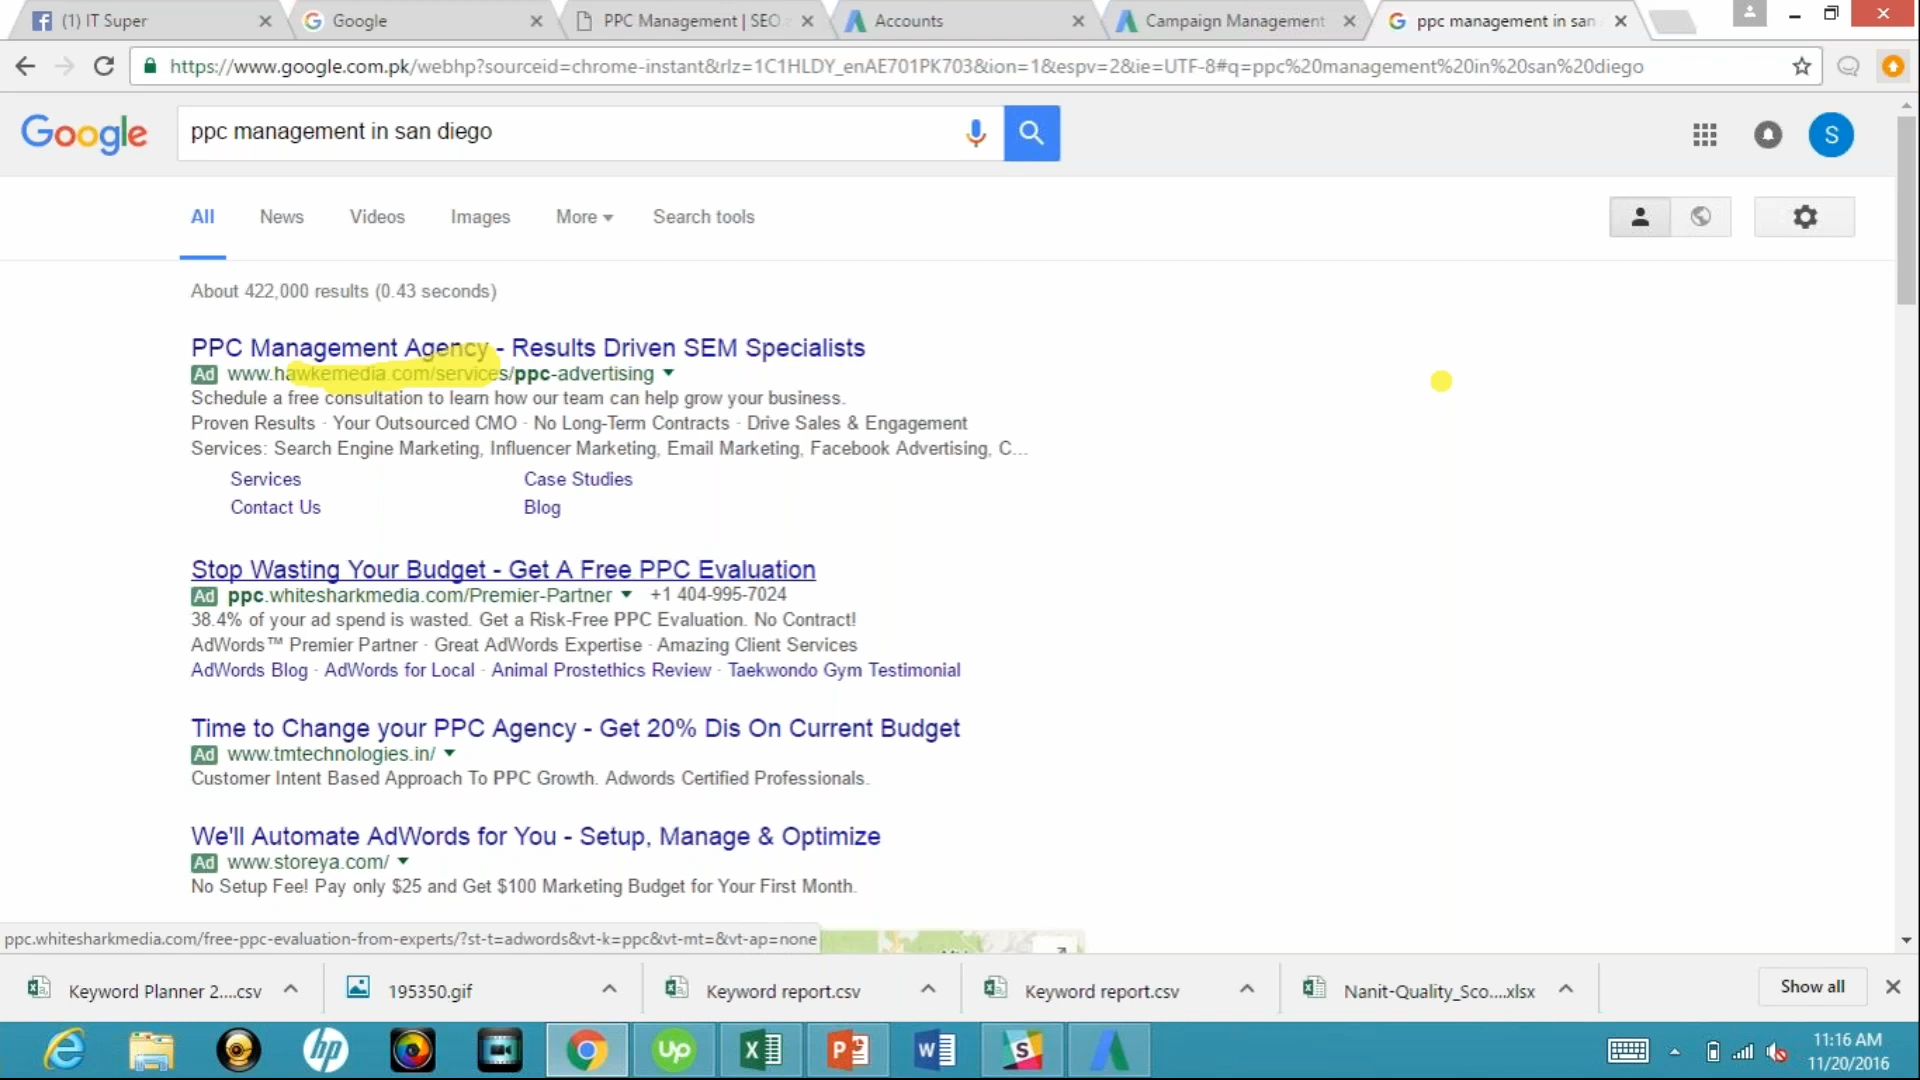 (1) IT Super
Google
PPC Management | SEO
Accounts
Campaign Management
ppc management in san
https://www.google.com.pk/webhp?sourceid=chrome-instant&rlz=1C1HLDY_enAE701PK703&ion=1&espv=2&ie=UTF-8#q=ppc%20management%20in%20san%20diego
Google
ppc management in san diego
S
All
News
Videos
Images
More
Search tools
About 422,000 results (0.43 seconds)
PPC Management Agency - Results Driven SEM Specialists
Ad www.hawkemedia.com/services/ppc-advertising
Schedule a free consultation to learn how our team can help grow your business.
Proven Results · Your Outsourced CMO · No Long-Term Contracts · Drive Sales & Engagement
Services: Search Engine Marketing, Influencer Marketing, Email Marketing, Facebook Advertising, C...
Services
Case Studies
Contact Us
Blog
Stop Wasting Your Budget - Get A Free PPC Evaluation
Ad ppc.whitesharkmedia.com/Premier-Partner +1 404-995-7024
38.4% of your ad spend is wasted. Get a Risk-Free PPC Evaluation. No Contract!
AdWords™ Premier Partner · Great AdWords Expertise · Amazing Client Services
AdWords Blog · AdWords for Local · Animal Prostethics Review · Taekwondo Gym Testimonial
Time to Change your PPC Agency - Get 20% Dis On Current Budget
Ad www.tmtechnologies.in/
Customer Intent Based Approach To PPC Growth. Adwords Certified Professionals.
We'll Automate AdWords for You - Setup, Manage & Optimize
Ad www.storeya.com/
No Setup Fee! Pay only $25 and Get $100 Marketing Budget for Your First Month.
ppc.whitesharkmedia.com/free-ppc-evaluation-from-experts/?st-t=adwords&vt-k=ppc&vt-mt=&vt-ap=none
Keyword Planner 2....csv
195350.gif
Keyword report.csv
Keyword report.csv
Nanit-Quality_Sco....xlsx
Show all
hp
Up
X
P
W
S
11:16 AM
11/20/2016